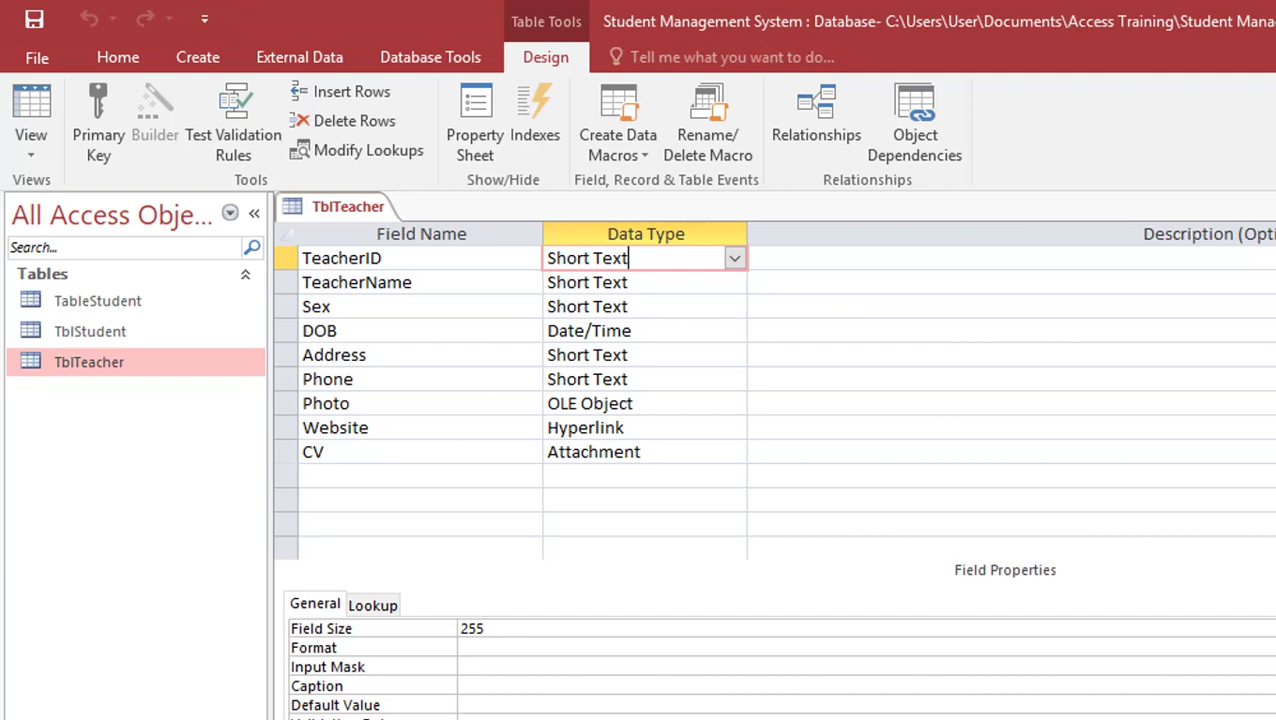 Table Tools
Student Management System : Database- C:\Users\User\Documents\Access Training\Student Mana
File
Home
Create
External Data
Database Tools
Design
Tell me what you want to do...
View
Primary Key
Builder
Test Validation Rules
Insert Rows
Delete Rows
Modify Lookups
Property Sheet
Indexes
Create Data Macros
Rename/ Delete Macro
Relationships
Object Dependencies
Views
Tools
Show/Hide
Field, Record & Table Events
Relationships
All Access Obje...
Search...
Tables
TableStudent
TblStudent
TblTeacher
TblTeacher
Field Name Data Type Description (Opti
TeacherID Short Text
TeacherName Short Text
Sex Short Text
DOB Date/Time
Address Short Text
Phone Short Text
Photo OLE Object
Website Hyperlink
CV Attachment
Field Properties
General Lookup
Field Size 255
Format
Input Mask
Caption
Default Value